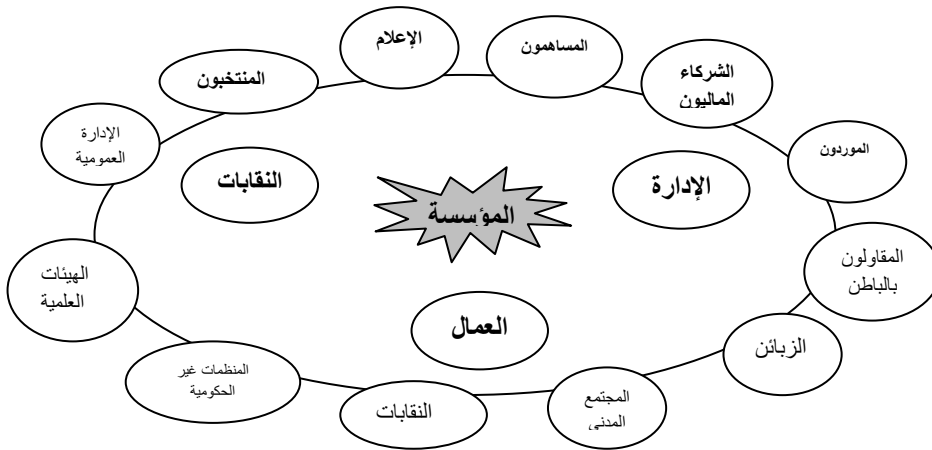 الإعلام
المساهمون
المنتخبون
الشركاء
الماليون
الإدارة
العمومية
الموردون
النقابات
الإدارة
المؤسسة
المقاولون
بالباطن
الهيئات
العلمية
العمال
الزبائن
المنظمات غير
الحكومية
المجتمع
المدني
النقابات